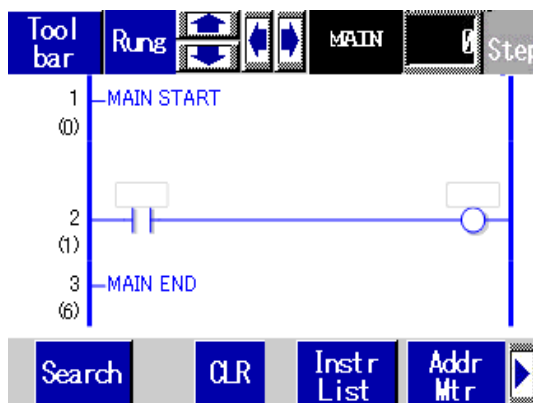 Tool bar
Rung
MAIN
0
Step
1
MAIN START
(0)
2
(1)
3
MAIN END
(6)
Search
CLR
Instr List
Addr Mtr